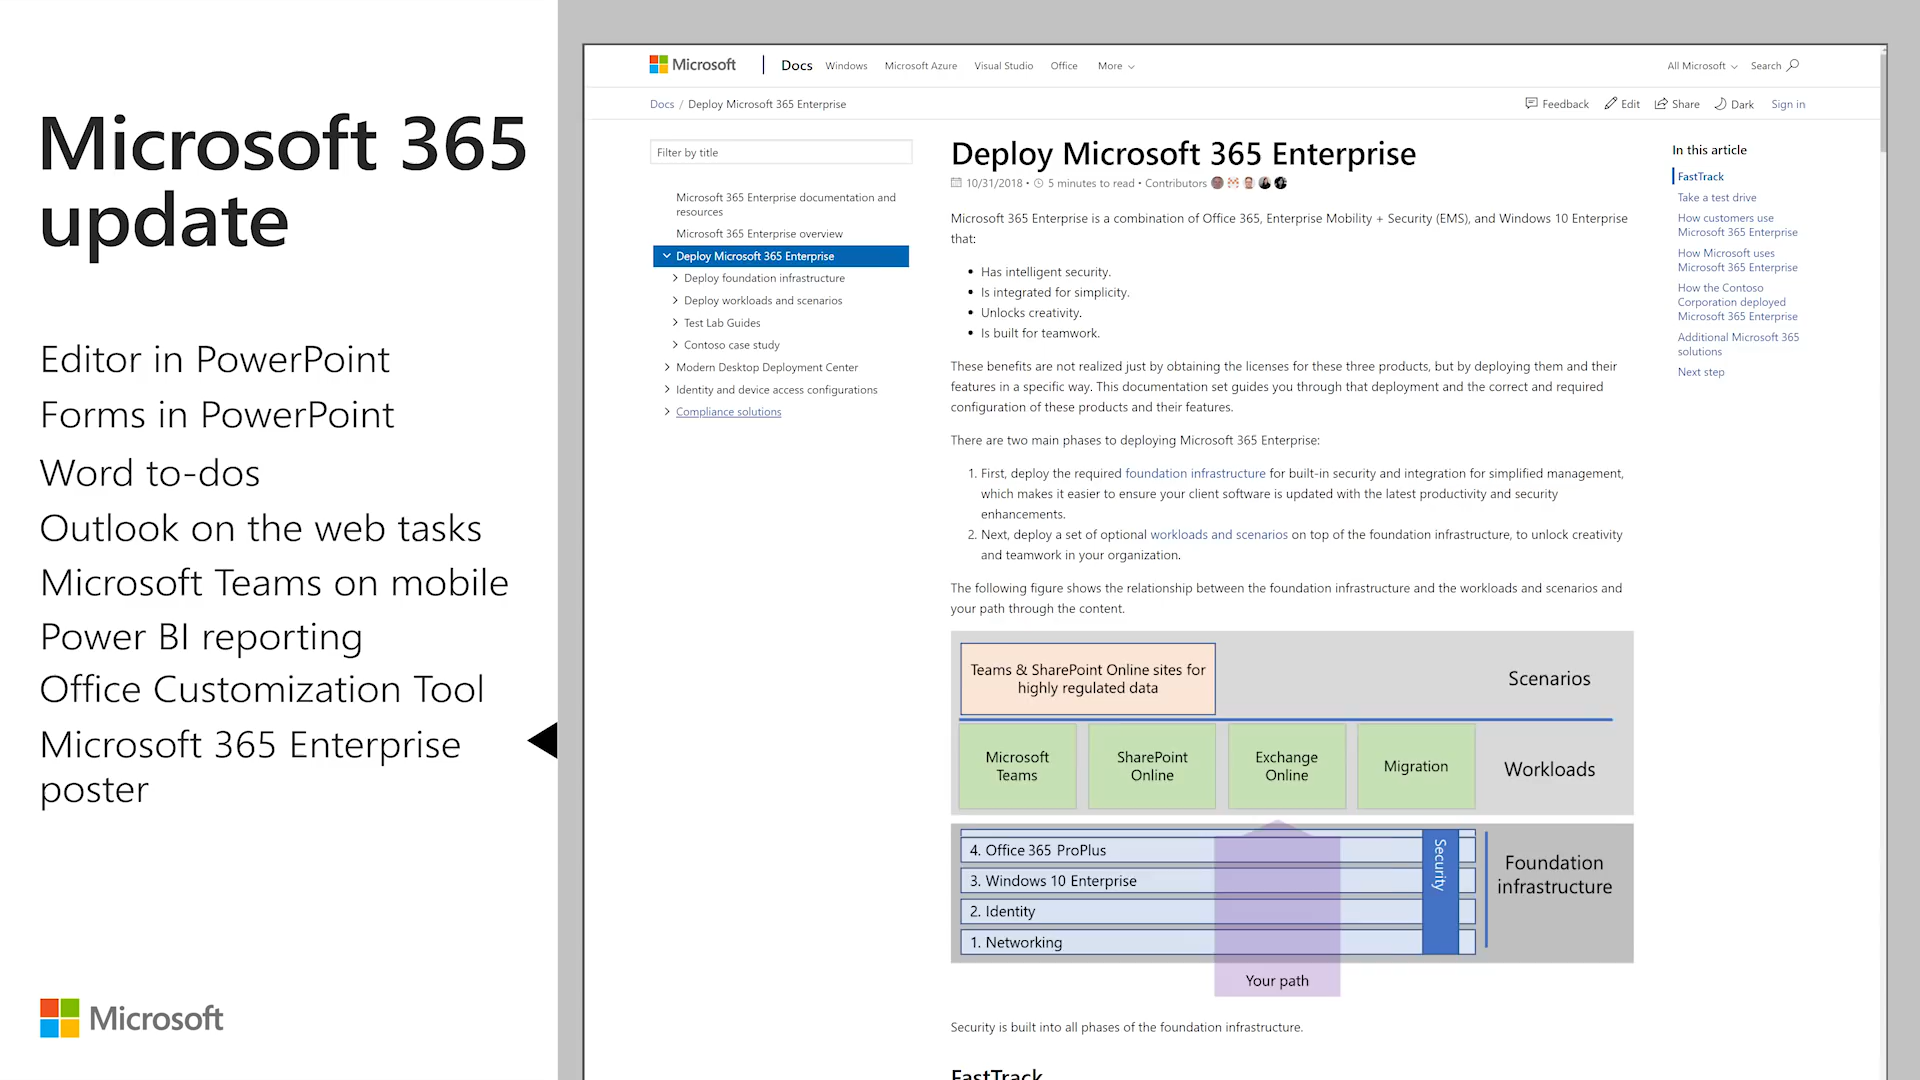 Microsoft 365
update
Editor in PowerPoint
Forms in PowerPoint
Word to-dos
Outlook on the web tasks
Microsoft Teams on mobile
Power BI reporting
Office Customization Tool
Microsoft 365 Enterprise
poster
Microsoft
Microsoft Docs Windows Microsoft Azure Visual Studio Office More All Microsoft Search
Docs / Deploy Microsoft 365 Enterprise Feedback Edit Share Dark Sign in
Filter by title
Microsoft 365 Enterprise documentation and
resources
Microsoft 365 Enterprise overview
Deploy Microsoft 365 Enterprise
Deploy foundation infrastructure
Deploy workloads and scenarios
Test Lab Guides
Contoso case study
Modern Desktop Deployment Center
Identity and device access configurations
Compliance solutions
Deploy Microsoft 365 Enterprise
10/31/2018 • 5 minutes to read • Contributors
Microsoft 365 Enterprise is a combination of Office 365, Enterprise Mobility + Security (EMS), and Windows 10 Enterprise
that:
• Has intelligent security.
• Is integrated for simplicity.
• Unlocks creativity.
• Is built for teamwork.
These benefits are not realized just by obtaining the licenses for these three products, but by deploying them and their
features in a specific way. This documentation set guides you through that deployment and the correct and required
configuration of these products and their features.
There are two main phases to deploying Microsoft 365 Enterprise:
1. First, deploy the required foundation infrastructure for built-in security and integration for simplified management,
which makes it easier to ensure your client software is updated with the latest productivity and security
enhancements.
2. Next, deploy a set of optional workloads and scenarios on top of the foundation infrastructure, to unlock creativity
and teamwork in your organization.
The following figure shows the relationship between the foundation infrastructure and the workloads and scenarios and
your path through the content.
Teams & SharePoint Online sites for
highly regulated data
Scenarios
Microsoft
Teams
SharePoint
Online
Exchange
Online
Migration
Workloads
4. Office 365 ProPlus
3. Windows 10 Enterprise
2. Identity
1. Networking
Security
Foundation
infrastructure
Your path
Security is built into all phases of the foundation infrastructure.
FastTrack
In this article
FastTrack
Take a test drive
How customers use
Microsoft 365 Enterprise
How Microsoft uses
Microsoft 365 Enterprise
How the Contoso
Corporation deployed
Microsoft 365 Enterprise
Additional Microsoft 365
solutions
Next step